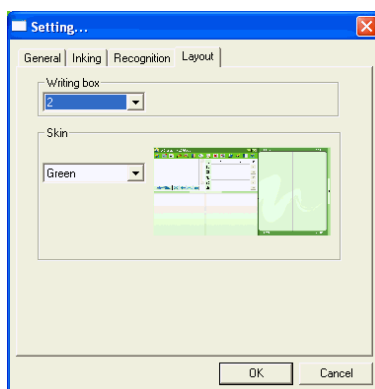 Setting...
General Inking Recognition Layout
Writing box
2
Skin
Green
OK Cancel